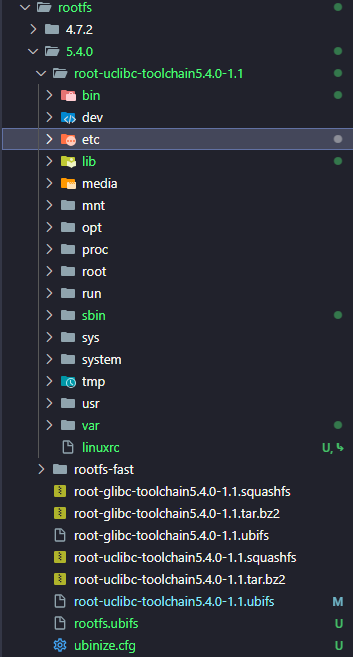 rootfs
4.7.2
5.4.0
root-uclibc-toolchain5.4.0-1.1
bin
dev
etc
lib
media
mnt
opt
proc
root
run
sbin
sys
system
tmp
usr
var
linuxrc U,⤷
rootfs-fast
root-glibc-toolchain5.4.0-1.1.squashfs
root-glibc-toolchain5.4.0-1.1.tar.bz2
root-glibc-toolchain5.4.0-1.1.ubifs
root-uclibc-toolchain5.4.0-1.1.squashfs
root-uclibc-toolchain5.4.0-1.1.tar.bz2
root-uclibc-toolchain5.4.0-1.1.ubifs M
rootfs.ubifs U
ubinize.cfg U